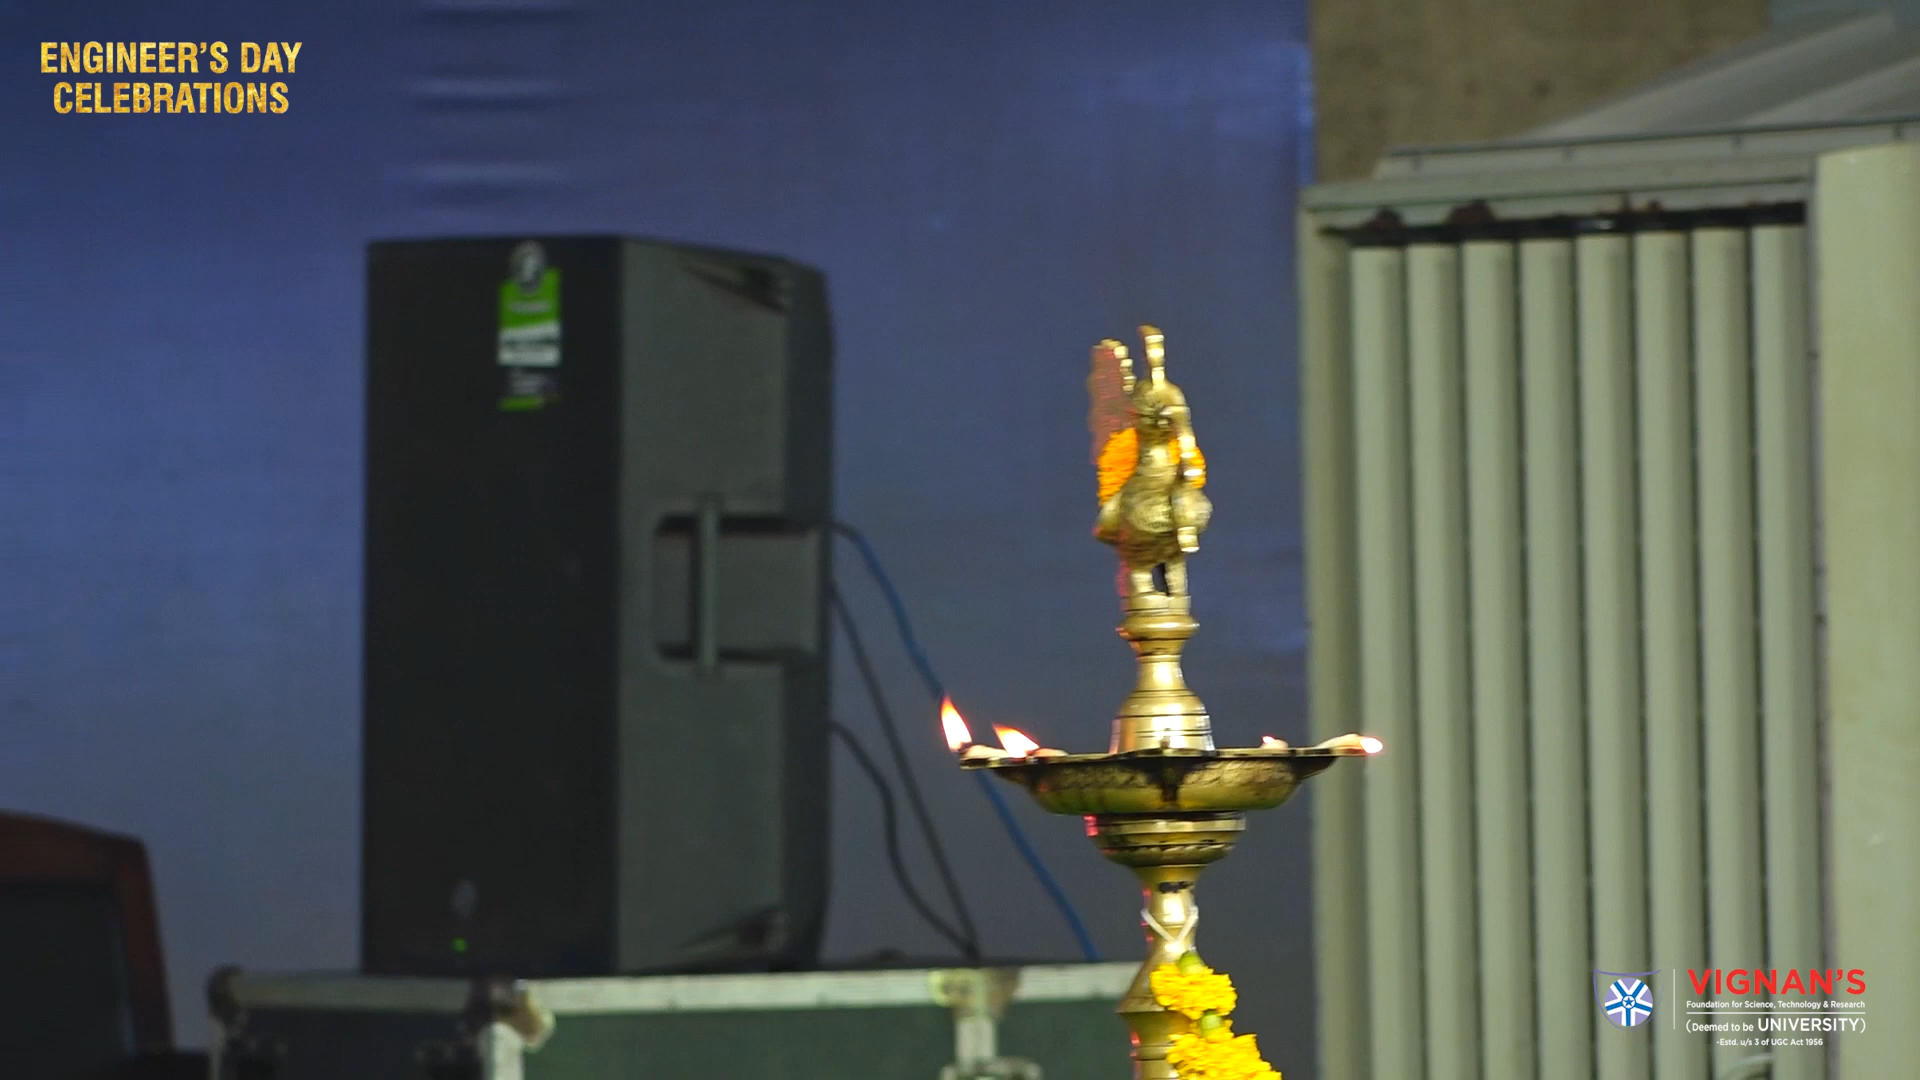 ENGINEER'S DAY
CELEBRATIONS
VIGNAN'S
Foundation for Science, Technology & Research
(Deemed to be UNIVERSITY)
-Estd. u/s 3 of UGC Act 1956